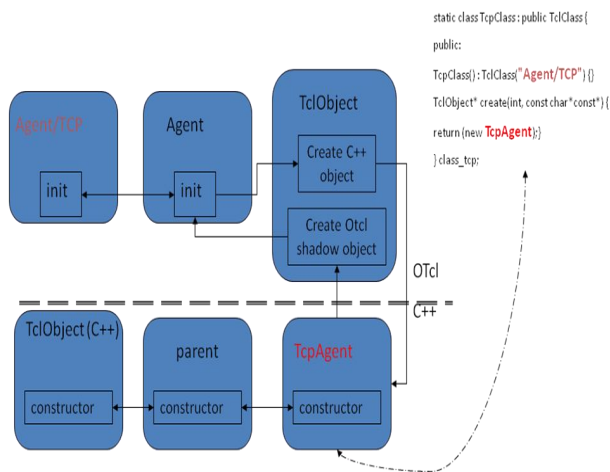 static class TcpClass : public TclClass {
public:
TcpClass() : TclClass("Agent/TCP") {}
TclObject* create(int, const char*const*) {
return (new TcpAgent);}
} class_tcp;
Agent/TCP
init
Agent
init
TclObject
Create C++
object
Create Otcl
shadow object
OTcl
C++
TclObject (C++)
constructor
parent
constructor
TcpAgent
constructor